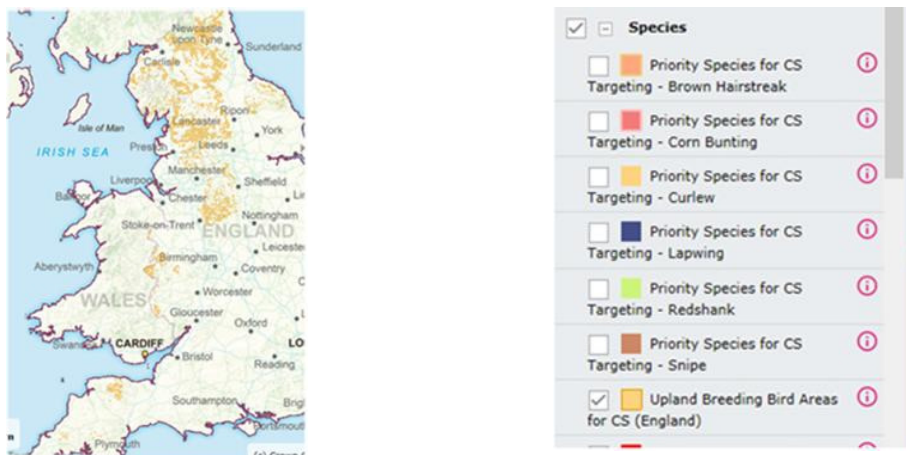 Newcastle
upon Tyne
Sunderland
Carlisle
Ripon
Lancaster
Isle of Man
York
IRISH SEA
Preston
Leeds
Manchester
Liverpool
Sheffield
Bangor
Chester
Nottingham
Stoke-on-Trent
ENGLAND
Leicester
Birmingham
Aberystwyth
Coventry
WALES
Worcester
Gloucester
Oxford
Swansea
CARDIFF
LO
Bristol
Reading
Southampton
Brig
Portsmout
Plymouth
Species
Priority Species for CS
Targeting - Brown Hairstreak
Priority Species for CS
Targeting - Corn Bunting
Priority Species for CS
Targeting - Curlew
Priority Species for CS
Targeting - Lapwing
Priority Species for CS
Targeting - Redshank
Priority Species for CS
Targeting - Snipe
Upland Breeding Bird Areas
for CS (England)